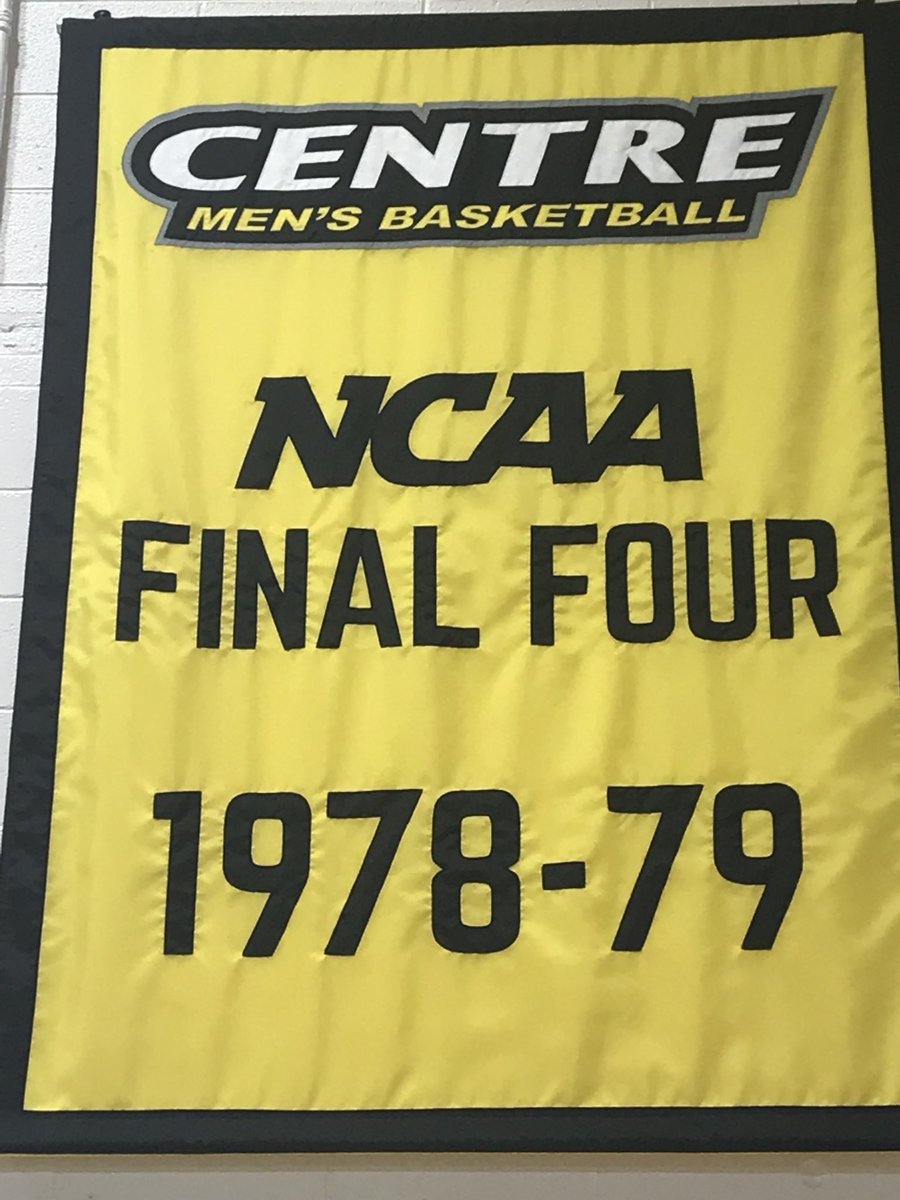 CENTRE
MEN'S BASKETBALL
NCAA
FINAL FOUR
1978-79